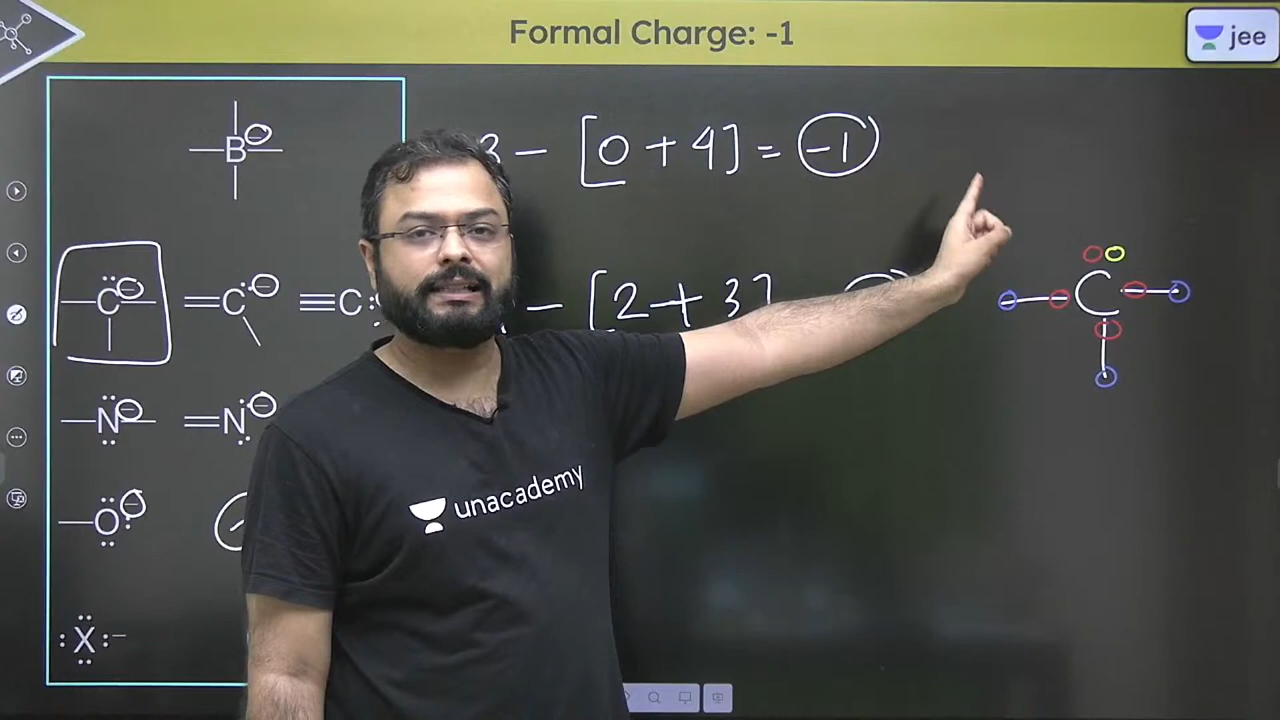 Formal Charge: -1
jee
B⊖
3 - [0 + 4] = -1
C⊖ =C⊖ ≡C:
- [2 + 3]
C
N⊖ =N⊖
O⊖
:X:−
unacademy